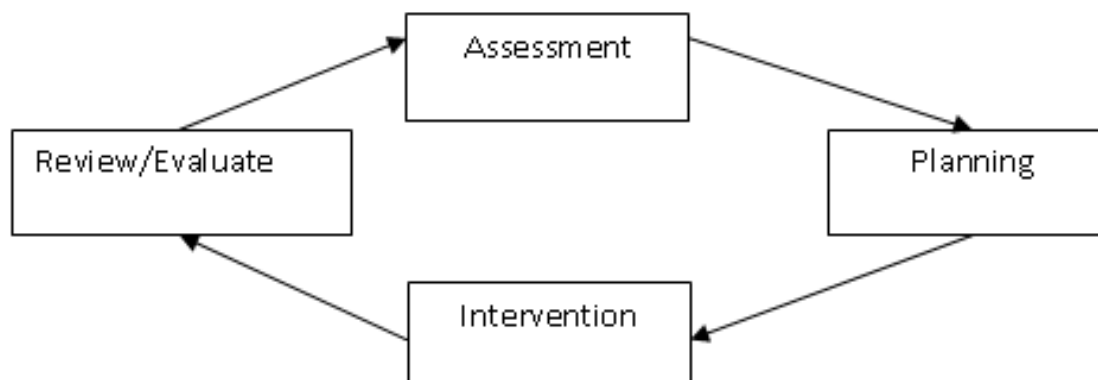 Assessment
Review/Evaluate
Planning
Intervention